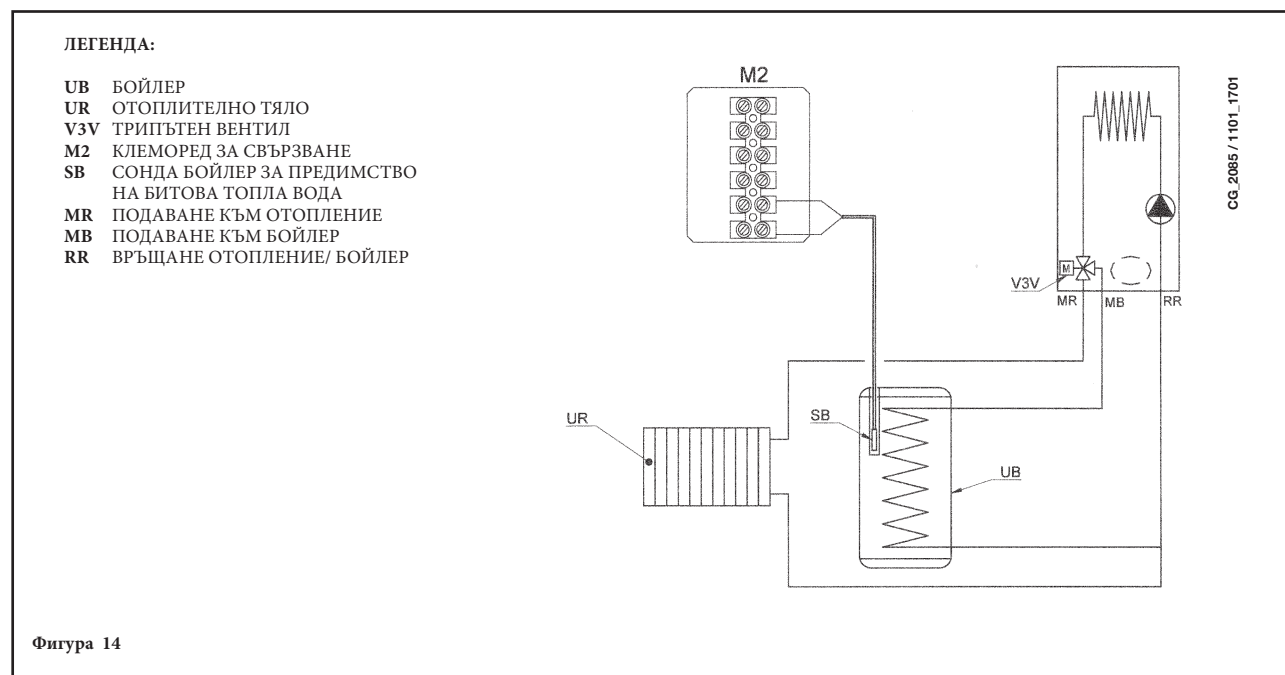 ЛЕГЕНДА:
UB БОЙЛЕР
UR ОТОПЛИТЕЛНО ТЯЛО
V3V ТРИПЪТЕН ВЕНТИЛ
M2 КЛЕМОРЕД ЗА СВЪРЗВАНЕ
SB СОНДА БОЙЛЕР ЗА ПРЕДИМСТВО
НА БИТОВА ТОПЛА ВОДА
MR ПОДАВАНЕ КЪМ ОТОПЛЕНИЕ
MB ПОДАВАНЕ КЪМ БОЙЛЕР
RR ВРЪЩАНЕ ОТОПЛЕНИЕ/ БОЙЛЕР
M2
CG_2085 / 1101_1701
M
V3V
MR
MB
RR
SB
UR
UB
Фигура 14